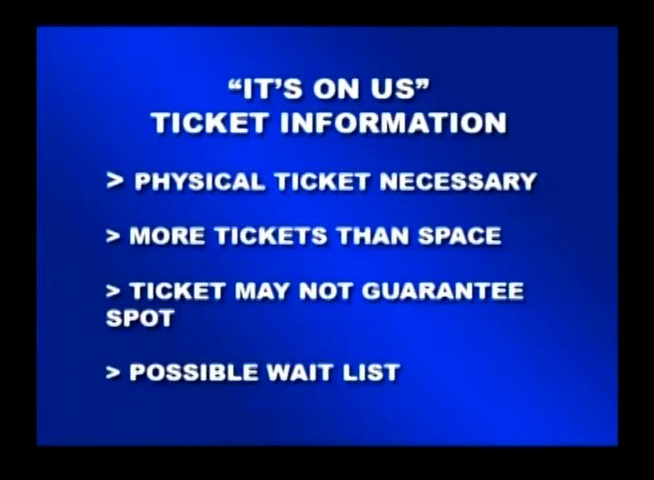 “IT’S ON US”
TICKET INFORMATION
> PHYSICAL TICKET NECESSARY
> MORE TICKETS THAN SPACE
> TICKET MAY NOT GUARANTEE
SPOT
> POSSIBLE WAIT LIST